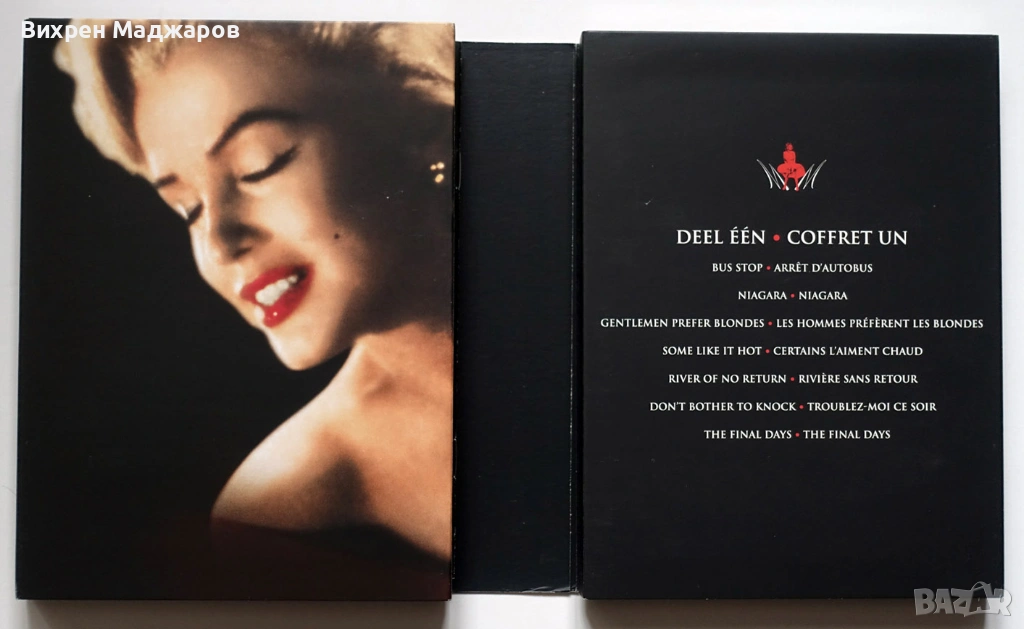 Вихрен Маджаров
DEEL ÉÉN • COFFRET UN
BUS STOP • ARRÊT D'AUTOBUS
NIAGARA • NIAGARA
GENTLEMEN PREFER BLONDES • LES HOMMES PRÉFÈRENT LES BLONDES
SOME LIKE IT HOT • CERTAINS L'AIMENT CHAUD
RIVER OF NO RETURN • RIVIÈRE SANS RETOUR
DON'T BOTHER TO KNOCK • TROUBLEZ-MOI CE SOIR
THE FINAL DAYS • THE FINAL DAYS
BAZAR